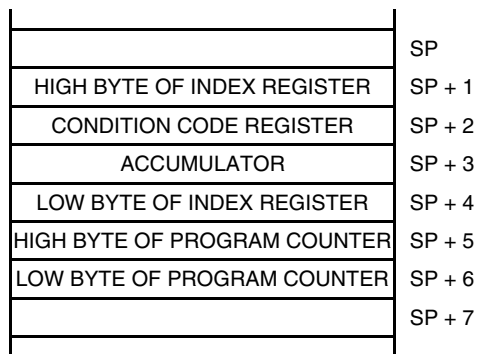 SP
HIGH BYTE OF INDEX REGISTER SP + 1
CONDITION CODE REGISTER SP + 2
ACCUMULATOR SP + 3
LOW BYTE OF INDEX REGISTER SP + 4
HIGH BYTE OF PROGRAM COUNTER SP + 5
LOW BYTE OF PROGRAM COUNTER SP + 6
SP + 7